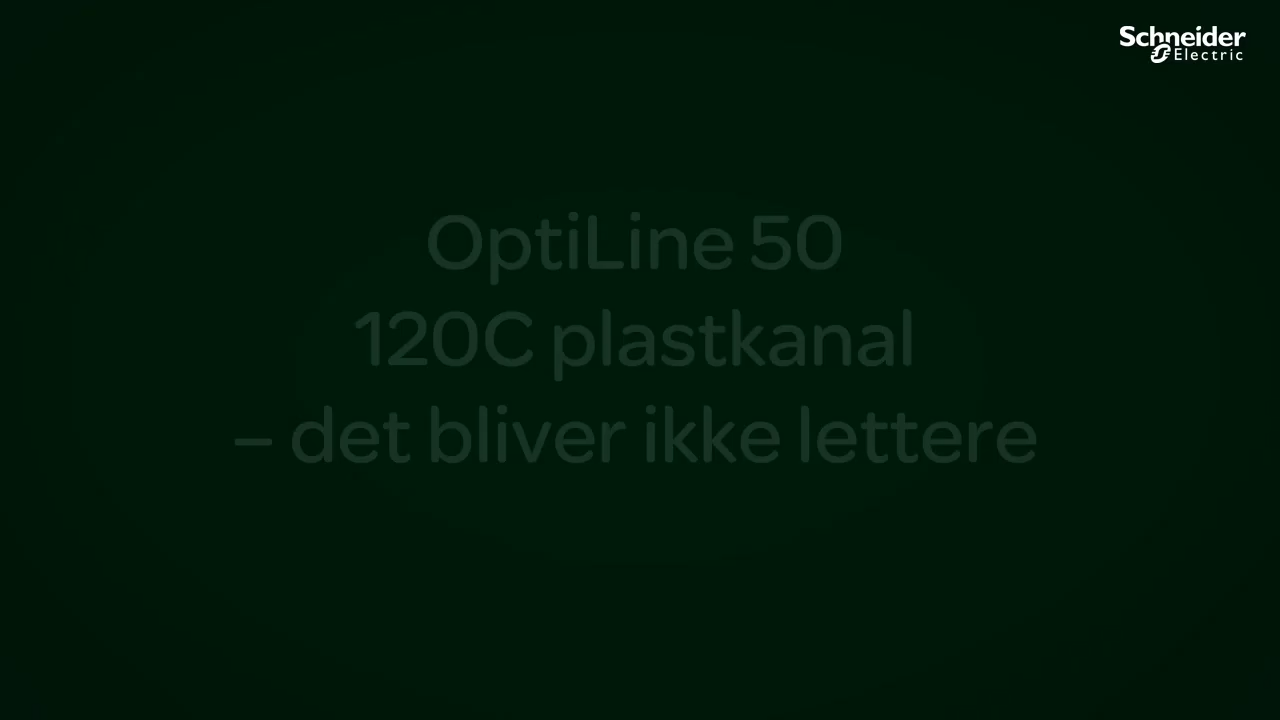 Schneider
Electric
OptiLine 50
120C plastkanal
– det bliver ikke lettere